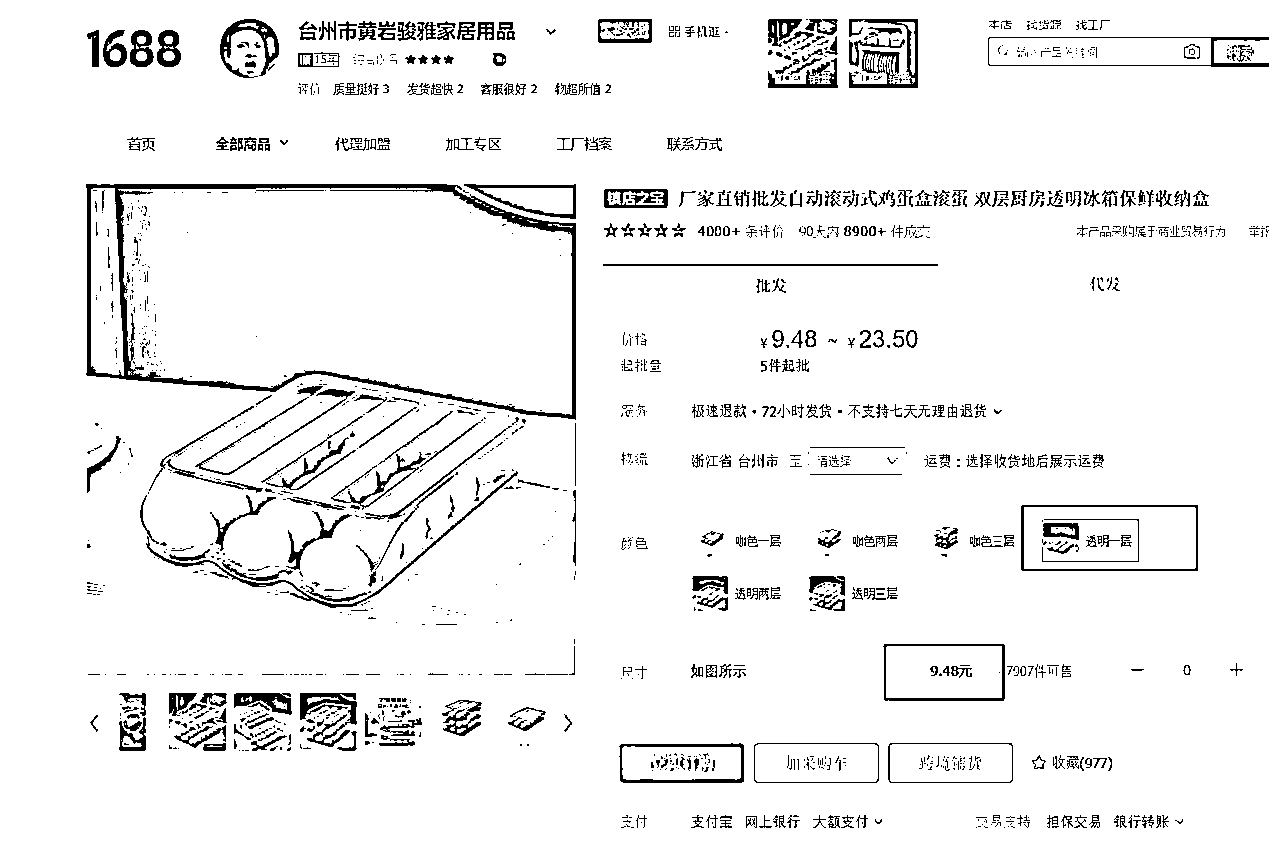 1688
台州市黄岩骏雅家居用品
手机逛
评价 质量挺好 3 发货超快 2 客服很好 2 物超所值 2
本店 找货源 找工厂
首页 全部商品 代理加盟 加工专区 工厂档案 联系方式
镇店之宝 厂家直销批发自动滚动式鸡蛋盒滚蛋 双层厨房透明冰箱保鲜收纳盒
4000+ 条评价 90天内 8900+ 件成交 本产品采购属于商业贸易行为 举报
批发 代发
价格 ¥9.48 ~ ¥23.50
起批量 5件起批
服务 极速退款·72小时发货·不支持七天无理由退货
物流 浙江省 台州市 至 请选择 运费：选择收货地后展示运费
颜色 咖色一层 咖色两层 咖色三层 透明一层
透明两层 透明三层
尺寸 如图所示 9.48元 7907件可售 − 0 +
加采购车 跨境铺货 收藏(977)
支付 支付宝 网上银行 大额支付 交易支持 担保交易 银行转账